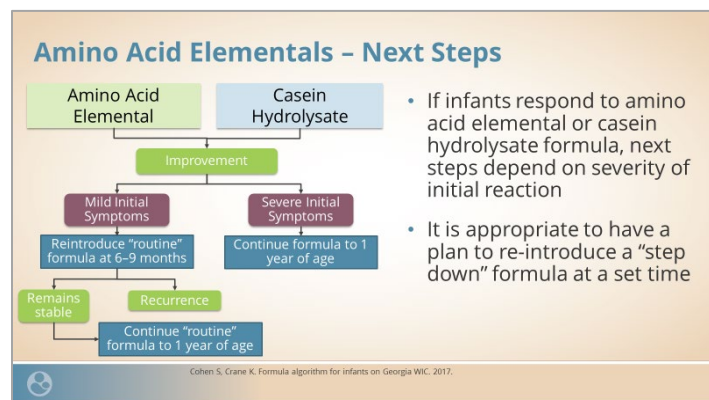 Amino Acid Elementals – Next Steps
Amino Acid
Elemental
Casein
Hydrolysate
Improvement
Mild Initial
Symptoms
Severe Initial
Symptoms
Reintroduce “routine”
formula at 6–9 months
Continue formula to 1
year of age
Remains
stable
Recurrence
Continue “routine”
formula to 1 year of age
• If infants respond to amino
acid elemental or casein
hydrolysate formula, next
steps depend on severity of
initial reaction
• It is appropriate to have a
plan to re-introduce a “step
down” formula at a set time
Cohen S, Crane K. Formula algorithm for infants on Georgia WIC. 2017.